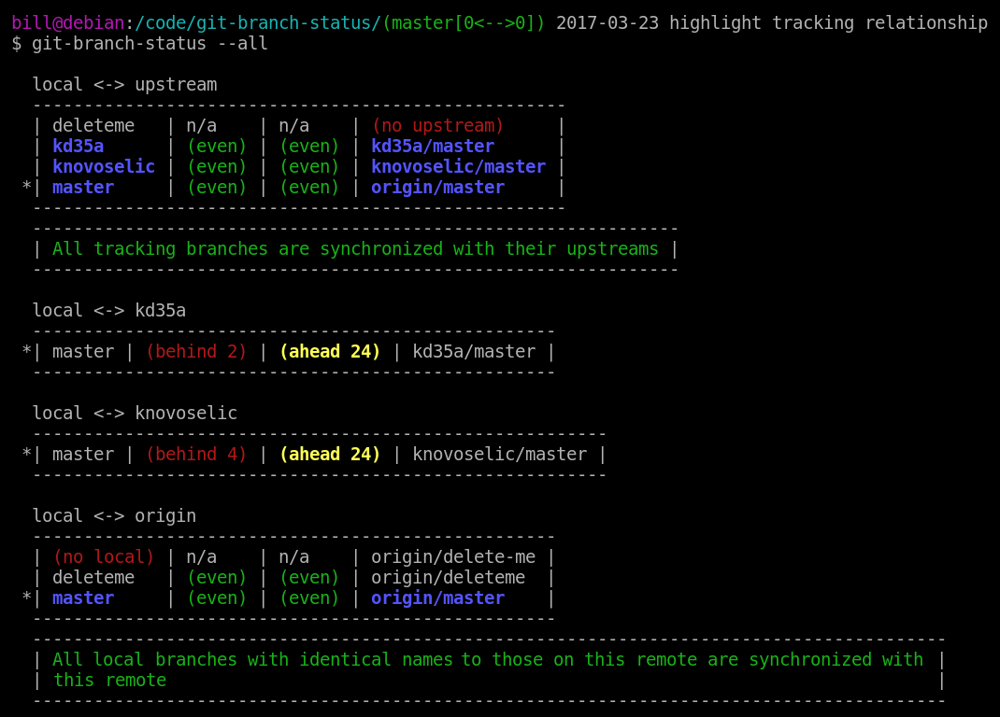 bill@debian:/code/git-branch-status/(master[0<-->0]) 2017-03-23 highlight tracking relationship
$ git-branch-status --all

  local <-> upstream
  ----------------------------------------------------
  | deleteme   | n/a    | n/a    | (no upstream)     |
  | kd35a      | (even) | (even) | kd35a/master      |
  | knovoselic | (even) | (even) | knovoselic/master |
 *| master     | (even) | (even) | origin/master     |
  ----------------------------------------------------
  ---------------------------------------------------------------
  | All tracking branches are synchronized with their upstreams |
  ---------------------------------------------------------------

  local <-> kd35a
  ---------------------------------------------------
 *| master | (behind 2) | (ahead 24) | kd35a/master |
  ---------------------------------------------------

  local <-> knovoselic
  --------------------------------------------------------
 *| master | (behind 4) | (ahead 24) | knovoselic/master |
  --------------------------------------------------------

  local <-> origin
  ---------------------------------------------------
  | (no local) | n/a    | n/a    | origin/delete-me |
  | deleteme   | (even) | (even) | origin/deleteme  |
 *| master     | (even) | (even) | origin/master    |
  ---------------------------------------------------
  -----------------------------------------------------------------------------------------
  | All local branches with identical names to those on this remote are synchronized with |
  | this remote                                                                           |
  -----------------------------------------------------------------------------------------